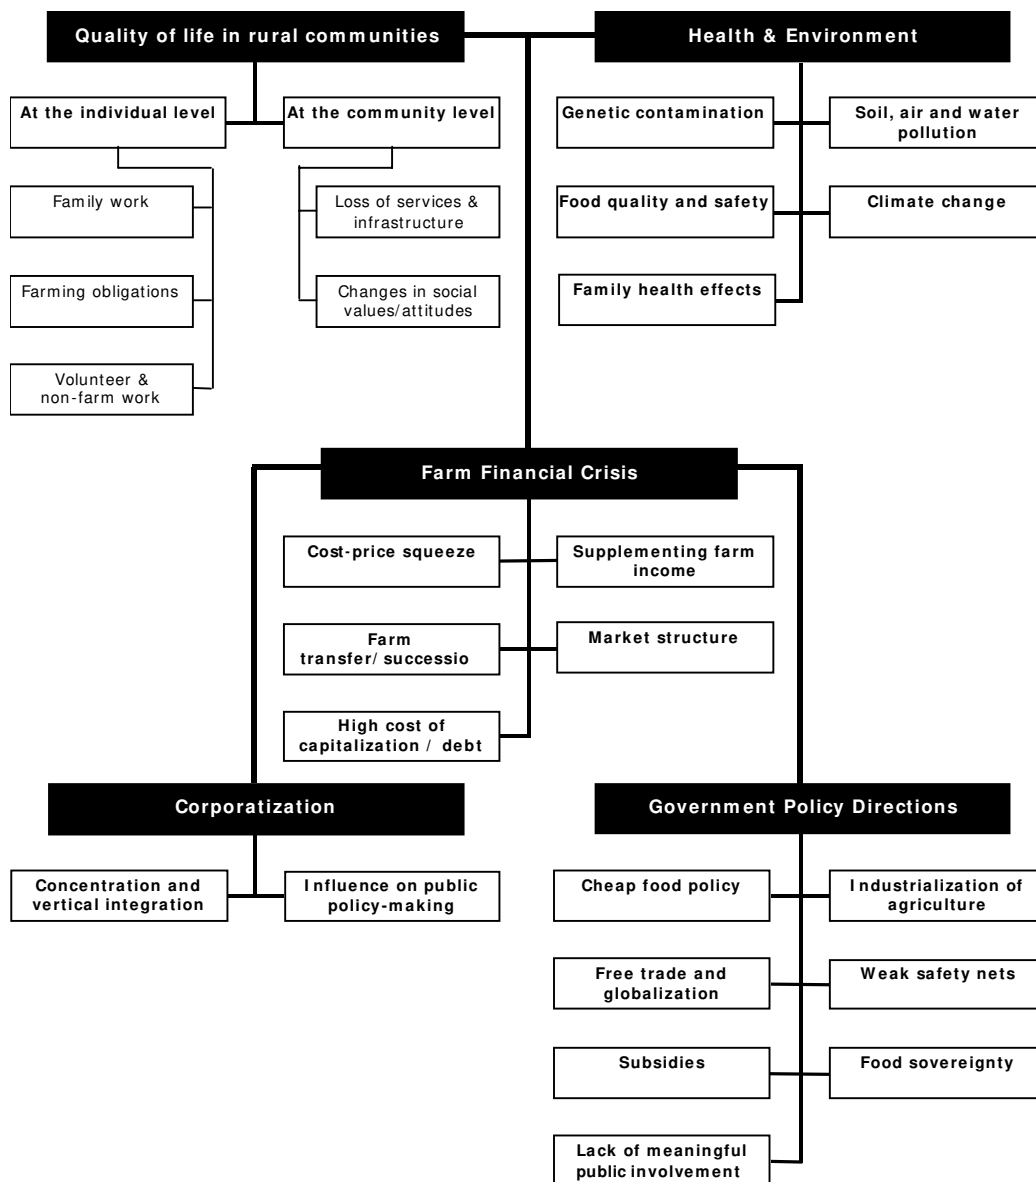 Quality of life in rural communities
Health & Environment
At the individual level
At the community level
Genetic contamination
Soil, air and water
pollution
Family work
Loss of services &
infrastructure
Food quality and safety
Climate change
Farming obligations
Changes in social
values/attitudes
Family health effects
Volunteer &
non-farm work
Farm Financial Crisis
Cost-price squeeze
Supplementing farm
income
Farm
transfer/ successio
Market structure
High cost of
capitalization / debt
Corporatization
Government Policy Directions
Concentration and
vertical integration
Influence on public
policy-making
Cheap food policy
Industrialization of
agriculture
Free trade and
globalization
Weak safety nets
Subsidies
Food sovereignty
Lack of meaningful
public involvement